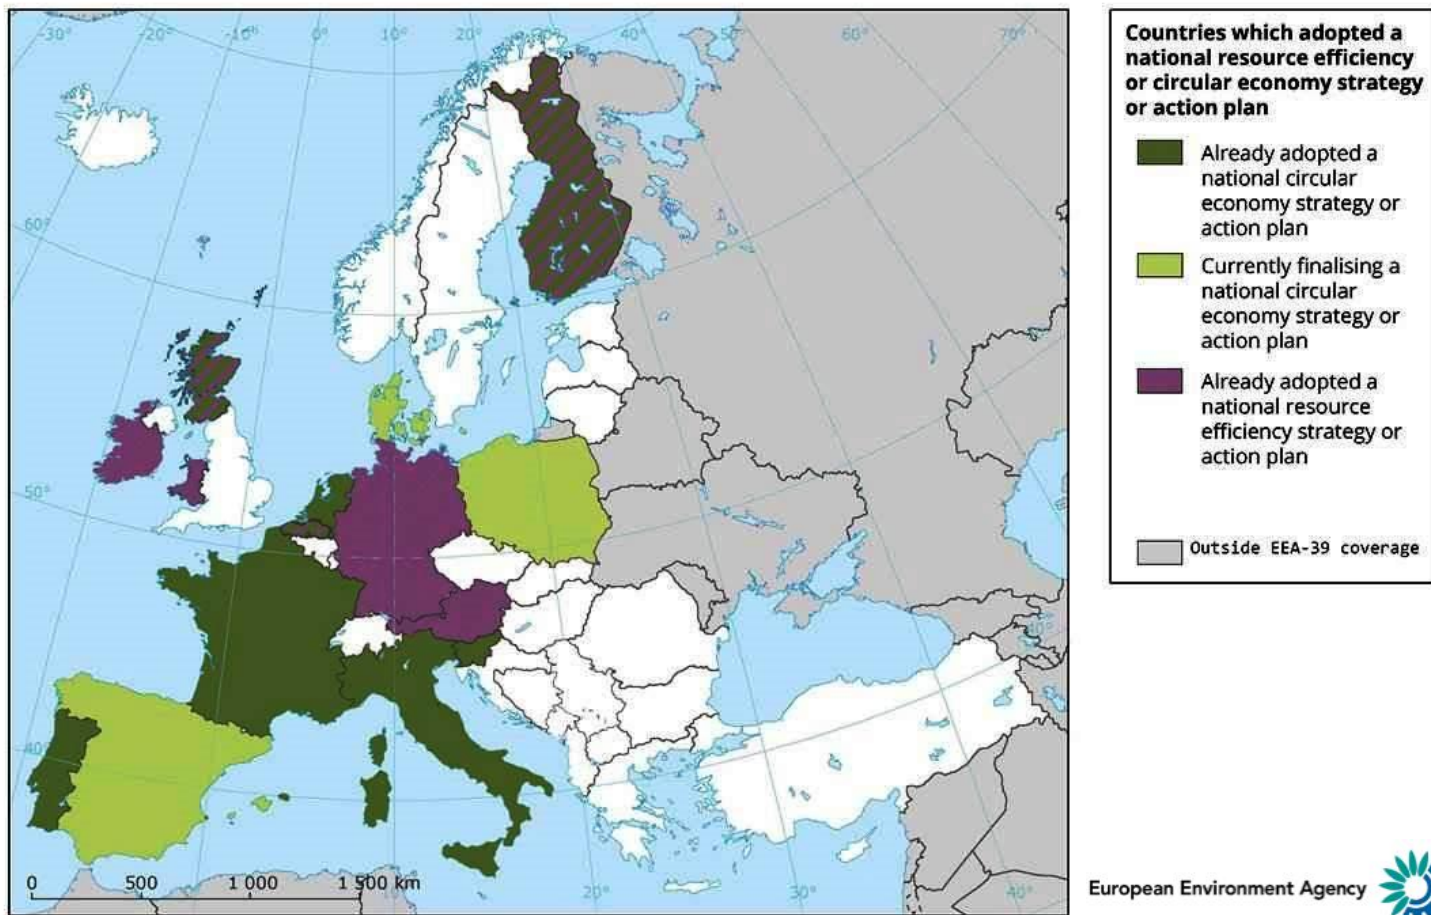 -30°
-20°
-10°
0°
10°
20°
30°
40°
50°
60°
70°
60°
50°
40°
40°
0 500 1 000 1 500 km
20°
30°
40°
Countries which adopted a
national resource efficiency
or circular economy strategy
or action plan
Already adopted a
national circular
economy strategy or
action plan
Currently finalising a
national circular
economy strategy or
action plan
Already adopted a
national resource
efficiency strategy or
action plan
Outside EEA-39 coverage
European Environment Agency